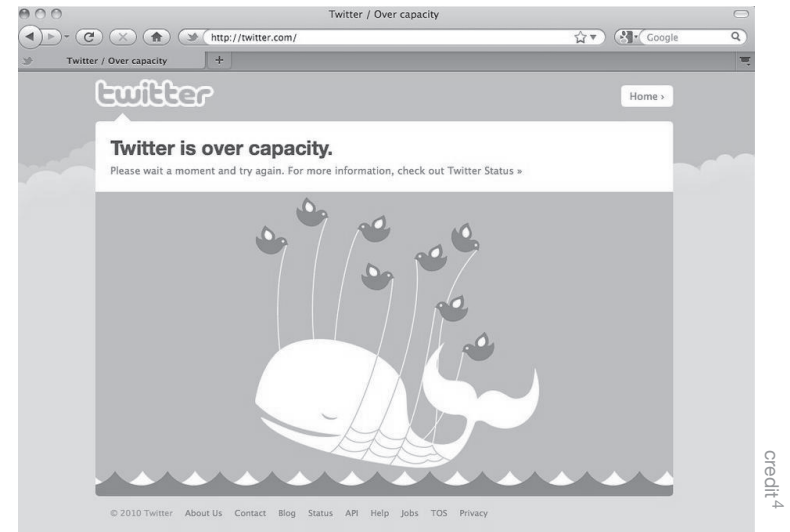 Twitter / Over capacity
http://twitter.com/
Google
Twitter / Over capacity
twitter
Home ›
Twitter is over capacity.
Please wait a moment and try again. For more information, check out Twitter Status »
© 2010 Twitter About Us Contact Blog Status API Help Jobs TOS Privacy
credit 4